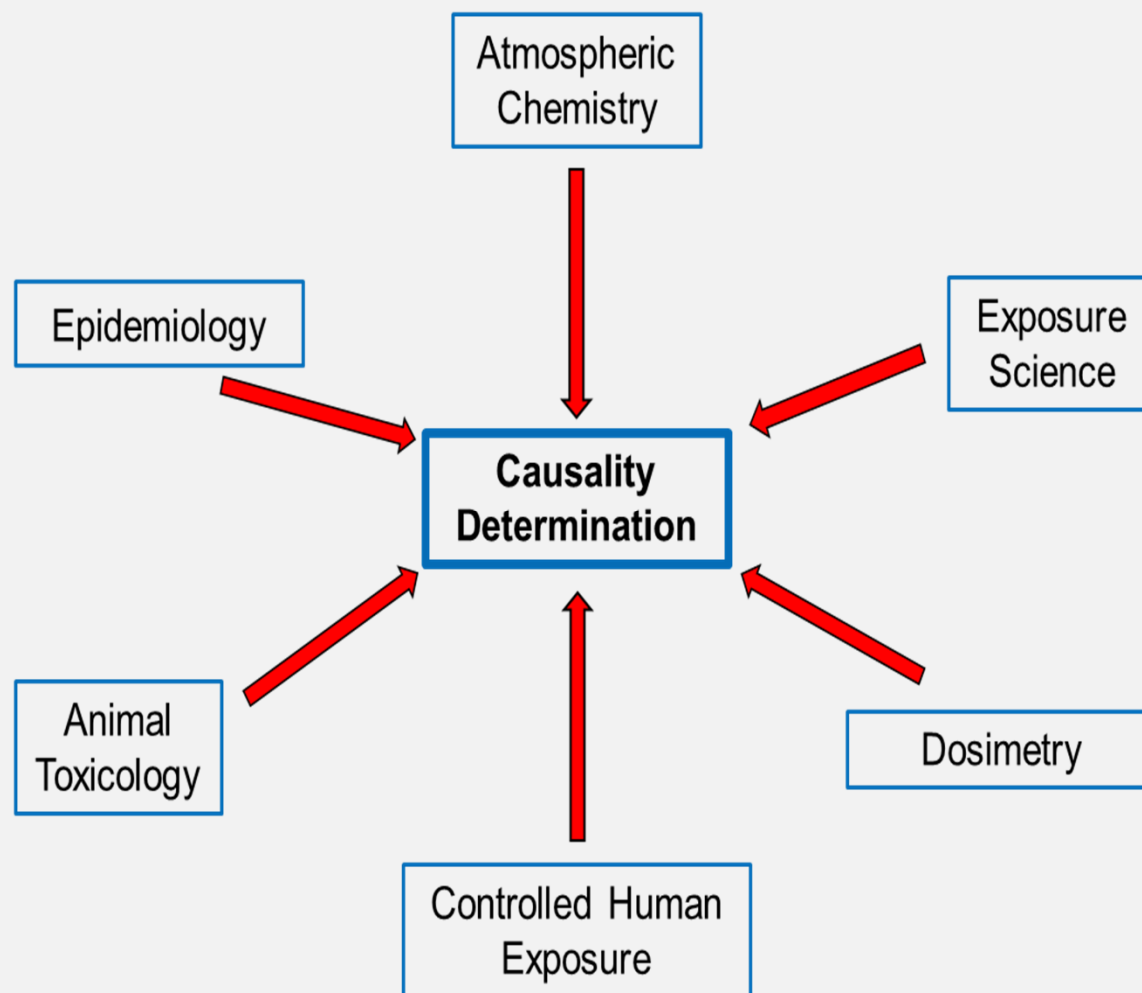 Atmospheric
Chemistry
Epidemiology
Exposure
Science
Causality
Determination
Animal
Toxicology
Dosimetry
Controlled Human
Exposure